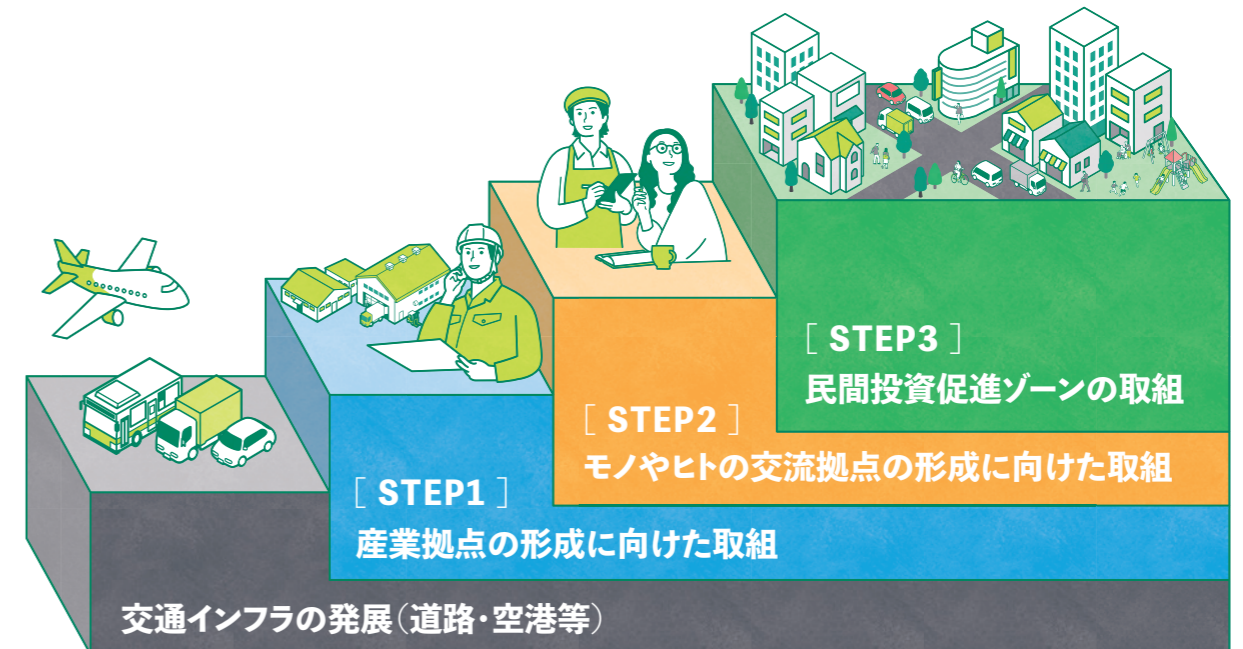 [ STEP3 ]
民間投資促進ゾーンの取組
[ STEP2 ]
モノやヒトの交流拠点の形成に向けた取組
[ STEP1 ]
産業拠点の形成に向けた取組
交通インフラの発展（道路・空港等）